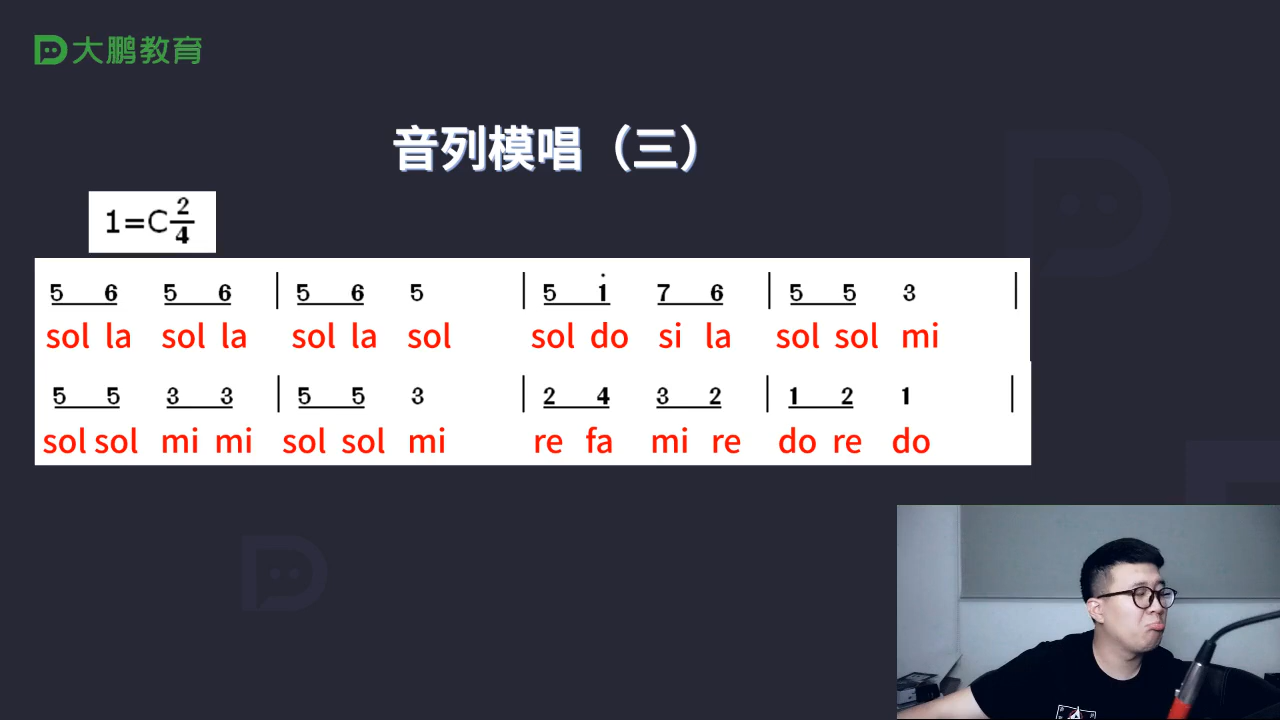 大鹏教育
音列模唱（三）
1=C 2/4
5 6 5 6 | 5 6 5 | 5 i 7 6 | 5 5 3 |
sol la sol la sol la sol sol do si la sol sol mi
5 5 3 3 | 5 5 3 | 2 4 3 2 | 1 2 1 |
sol sol mi mi sol sol mi re fa mi re do re do